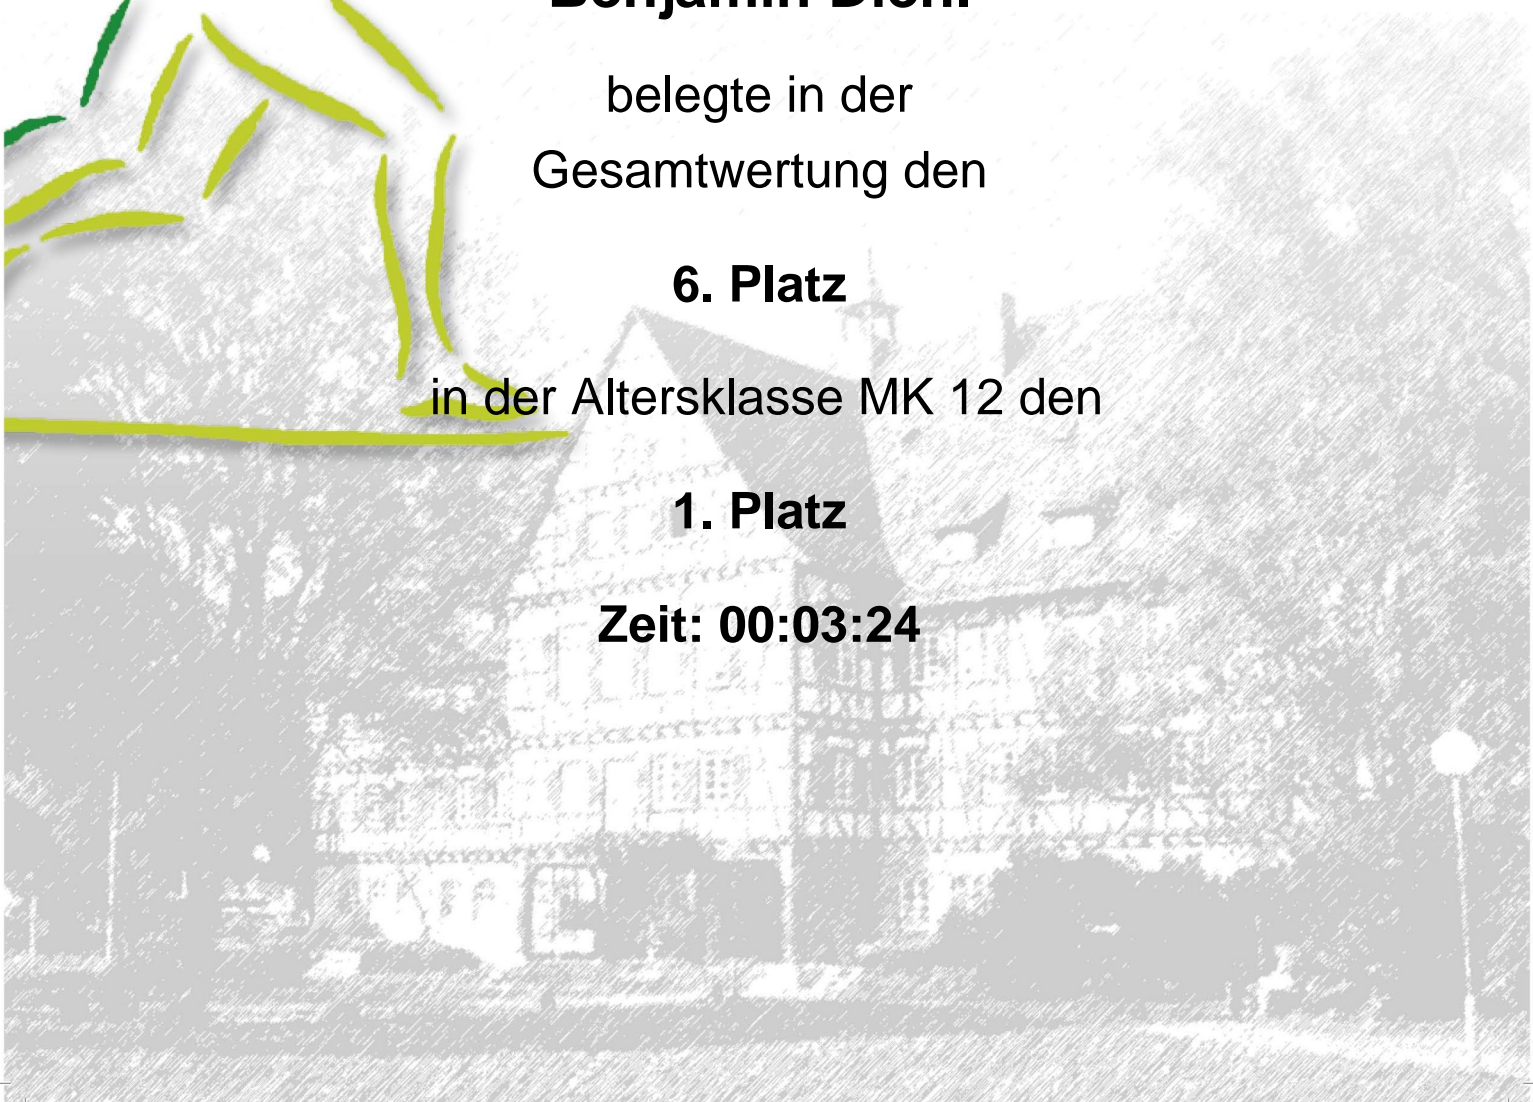 belegte in der
Gesamtwertung den
6. Platz
in der Altersklasse MK 12 den
1. Platz
Zeit: 00:03:24